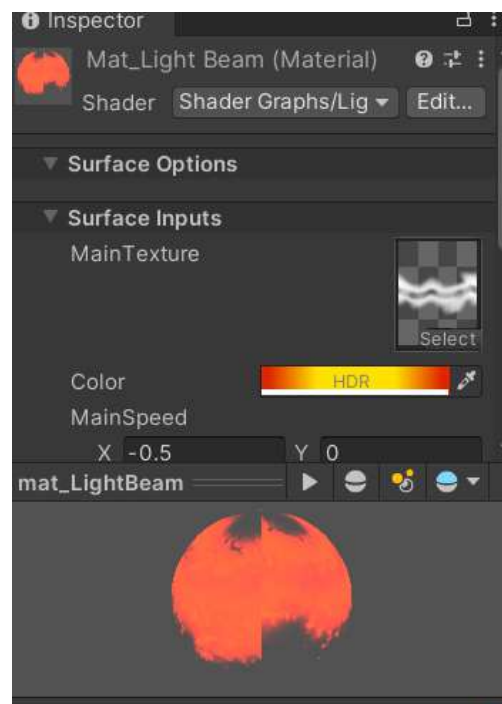 Inspector
Mat_Light Beam (Material)
Shader Shader Graphs/Lig Edit...
Surface Options
Surface Inputs
MainTexture
Select
Color HDR
MainSpeed
X -0.5 Y 0
mat_LightBeam